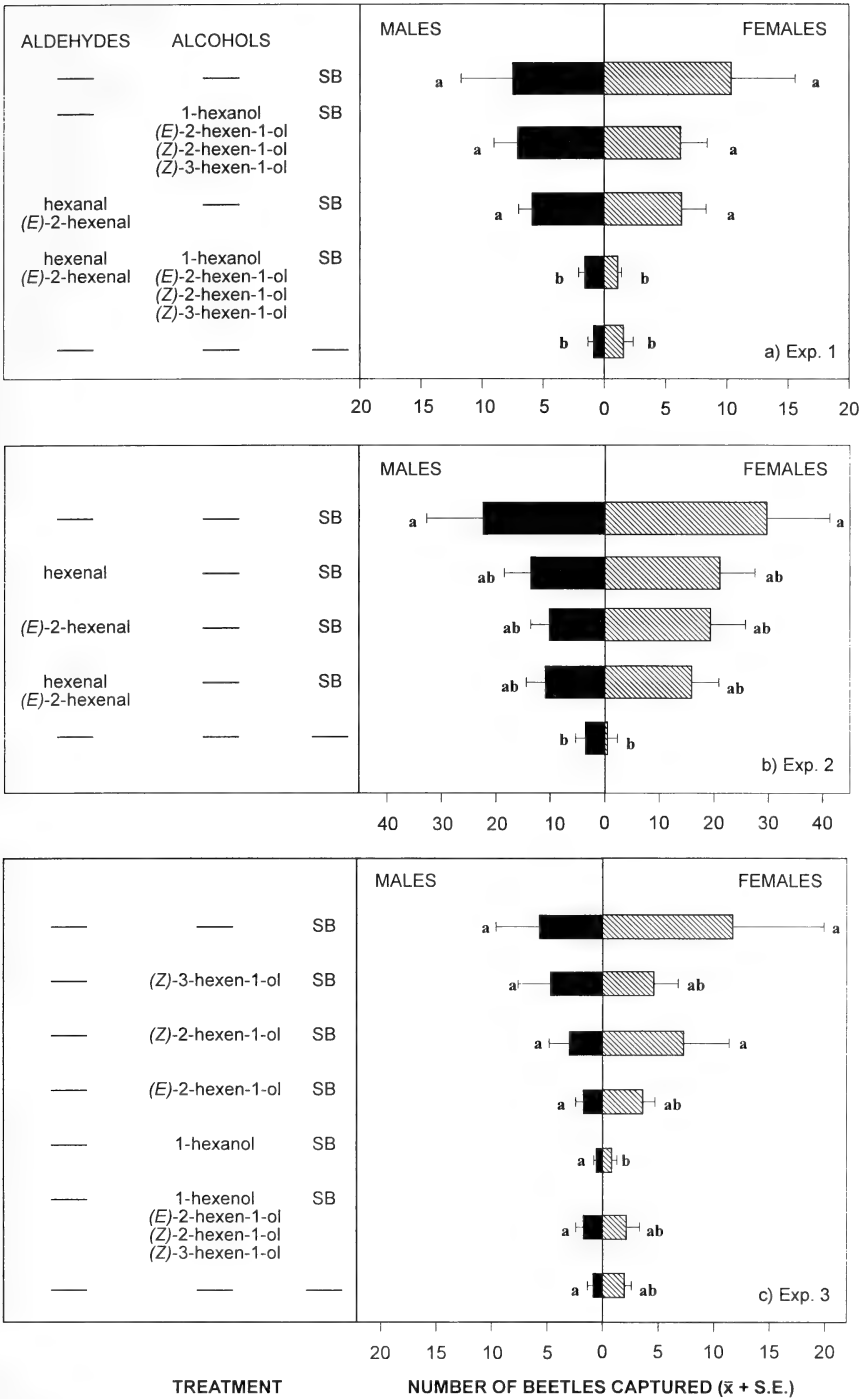 MALES FEMALES
ALDEHYDES ALCOHOLS
— — SB
a a
— 1-hexanol SB
(E)-2-hexen-1-ol
(Z)-2-hexen-1-ol
(Z)-3-hexen-1-ol
a a
hexanal — SB
(E)-2-hexenal
a a
hexenal 1-hexanol SB
(E)-2-hexenal (E)-2-hexen-1-ol
(Z)-2-hexen-1-ol
(Z)-3-hexen-1-ol
b b
— — —
b b
a) Exp. 1
20 15 10 5 0 5 10 15 20
MALES FEMALES
— — SB
a a
hexenal — SB
ab ab
(E)-2-hexenal — SB
ab ab
hexenal — SB
(E)-2-hexenal
ab ab
— — —
b b
b) Exp. 2
40 30 20 10 0 10 20 30 40
MALES FEMALES
— — SB
a a
— (Z)-3-hexen-1-ol SB
a ab
— (Z)-2-hexen-1-ol SB
a a
— (E)-2-hexen-1-ol SB
a ab
— 1-hexanol SB
a b
— 1-hexenol SB
(E)-2-hexen-1-ol
(Z)-2-hexen-1-ol
(Z)-3-hexen-1-ol
a ab
— — —
a ab
c) Exp. 3
20 15 10 5 0 5 10 15 20
TREATMENT NUMBER OF BEETLES CAPTURED (x̄ + S.E.)